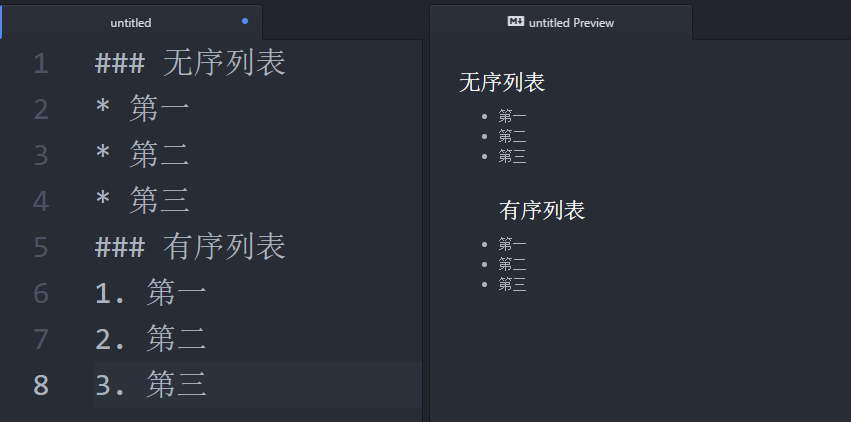 untitled
1 ### 无序列表
2 * 第一
3 * 第二
4 * 第三
5 ### 有序列表
6 1. 第一
7 2. 第二
8 3. 第三
M↓ untitled Preview
无序列表
• 第一
• 第二
• 第三
有序列表
• 第一
• 第二
• 第三